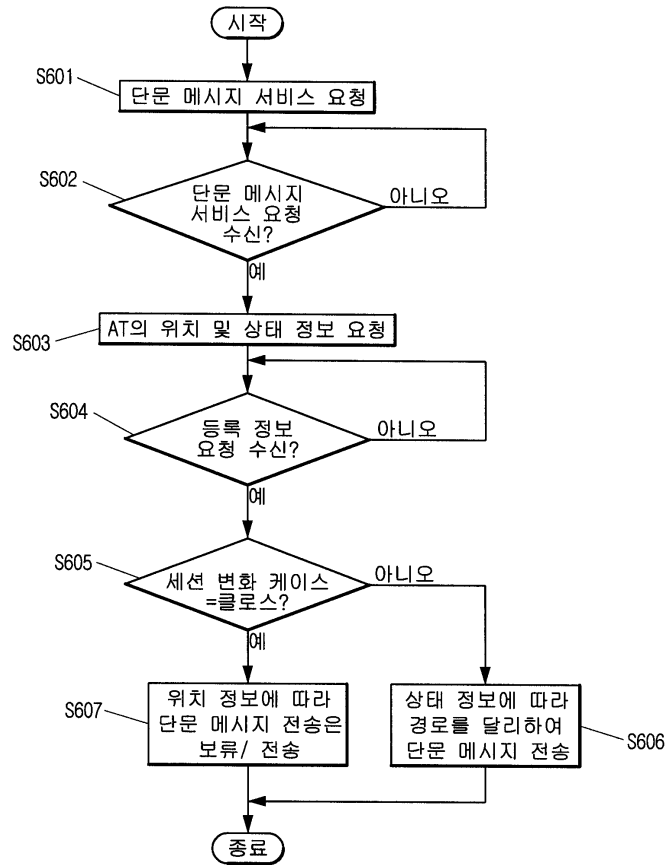 시작
S601
단문 메시지 서비스 요청
S602
단문 메시지
서비스 요청
수신?
아니오
예
S603
AT의 위치 및 상태 정보 요청
S604
등록 정보
요청 수신?
아니오
예
S605
세션 변화 케이스
=클로스?
아니오
예
S607
위치 정보에 따라
단문 메시지 전송은
보류/ 전송
상태 정보에 따라
경로를 달리하여
단문 메시지 전송
S606
종료